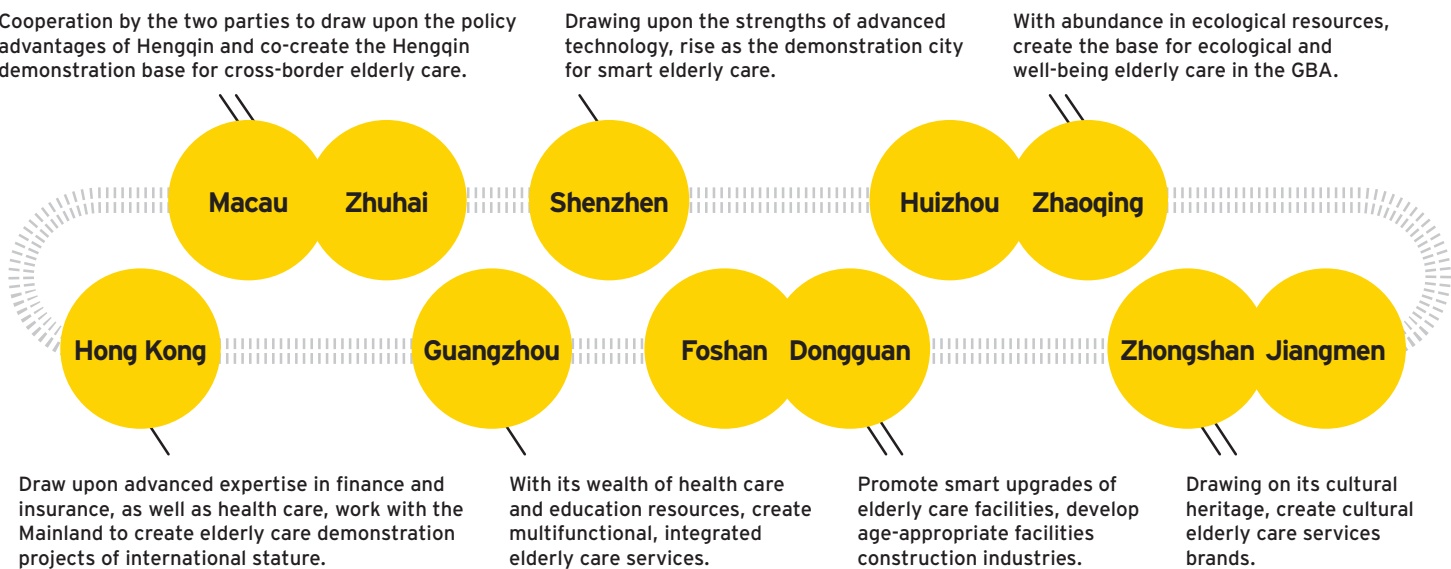 Cooperation by the two parties to draw upon the policy
advantages of Hengqin and co-create the Hengqin
demonstration base for cross-border elderly care.
Drawing upon the strengths of advanced
technology, rise as the demonstration city
for smart elderly care.
With abundance in ecological resources,
create the base for ecological and
well-being elderly care in the GBA.
Macau
Zhuhai
Shenzhen
Huizhou
Zhaoqing
Hong Kong
Guangzhou
Foshan
Dongguan
Zhongshan
Jiangmen
Draw upon advanced expertise in finance and
insurance, as well as health care, work with the
Mainland to create elderly care demonstration
projects of international stature.
With its wealth of health care
and education resources, create
multifunctional, integrated
elderly care services.
Promote smart upgrades of
elderly care facilities, develop
age-appropriate facilities
construction industries.
Drawing on its cultural
heritage, create cultural
elderly care services
brands.